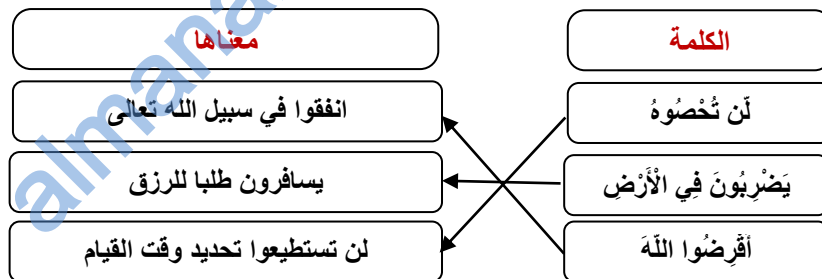 الكلمة معناها
لّن تُحْصُوهُ انفقوا في سبيل الله تعالى
يَضْرِبُونَ فِي الْأَرْضِ يسافرون طلبا للرزق
أَقْرِضُوا اللَّهَ لن تستطيعوا تحديد وقت القيام
almana